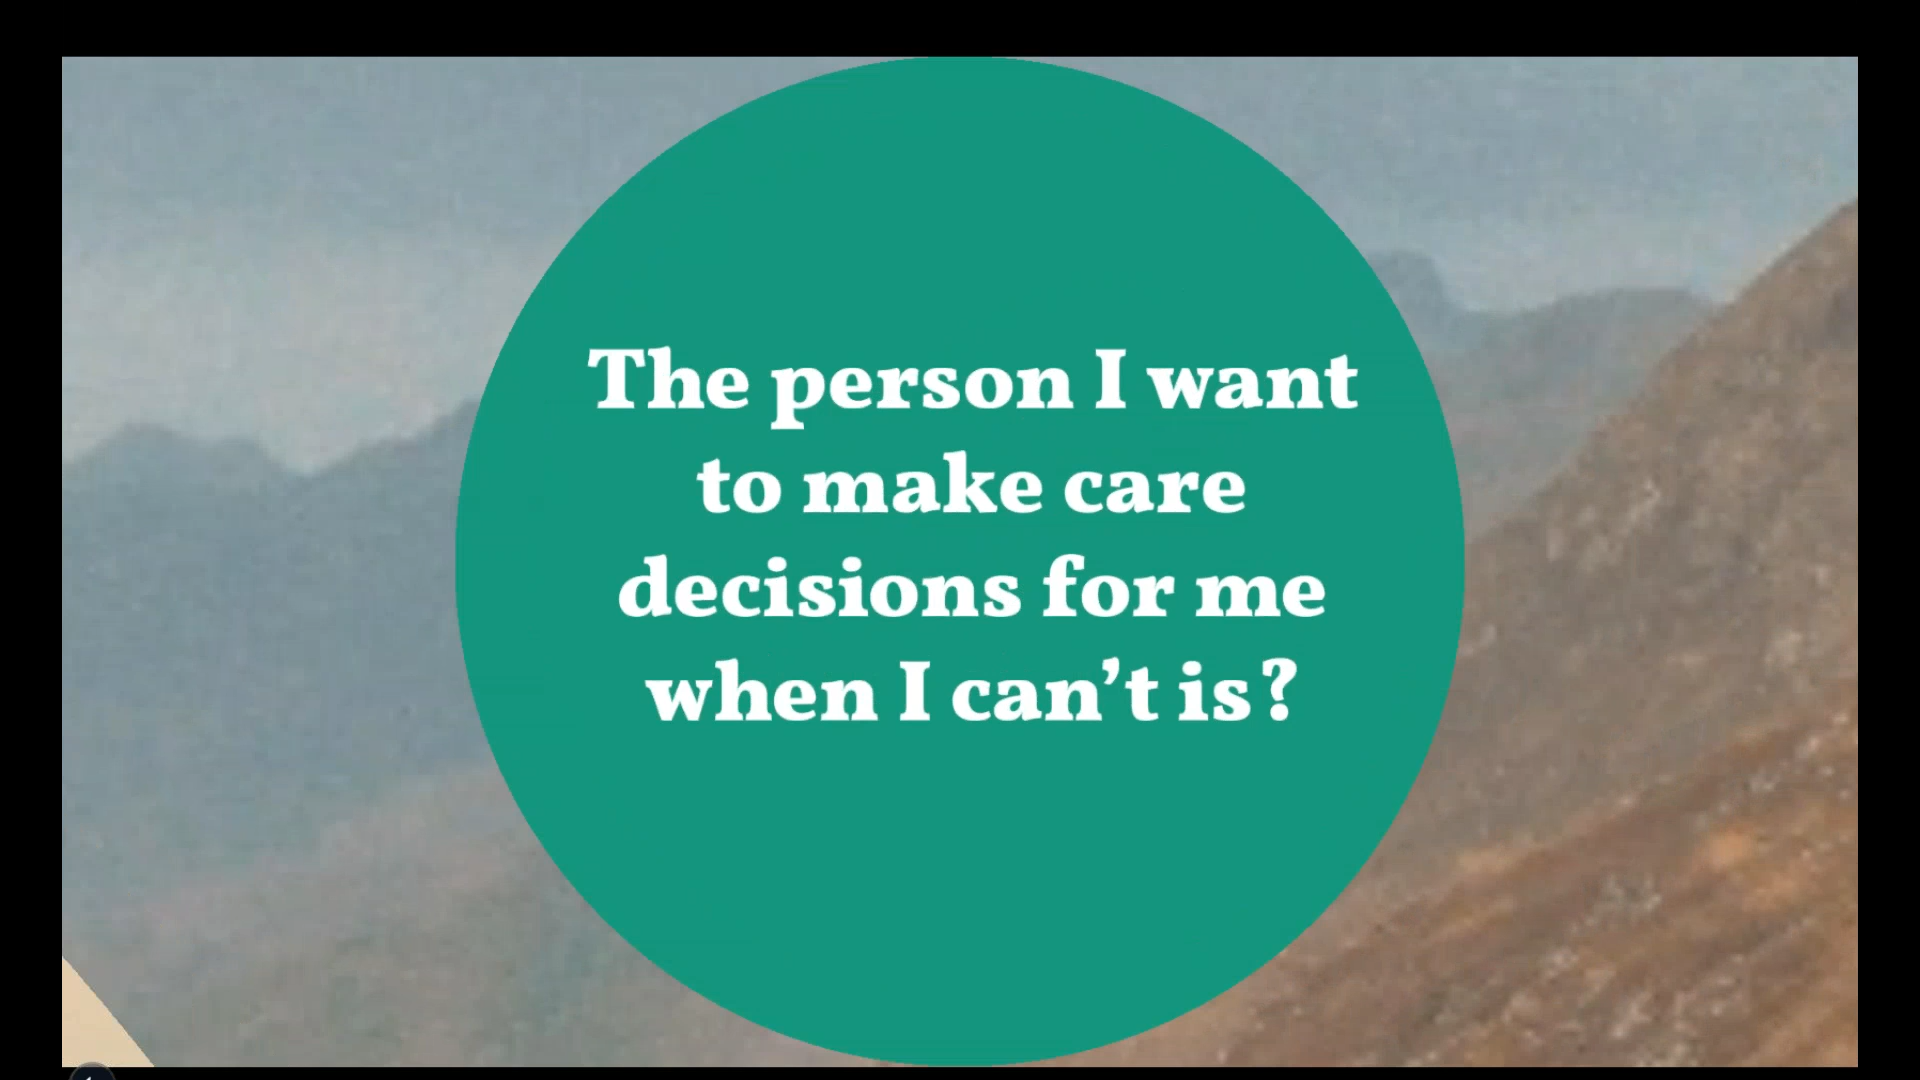 The person I want
to make care
decisions for me
when I can’t is?